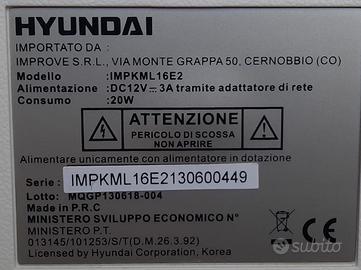 HYUNDAI
IMPORTATO DA :
IMPROVE S.R.L., VIA MONTE GRAPPA 50, CERNOBBIO (CO)
Modello :IMPKML16E2
Alimentazione :DC12V⎓3A tramite adattatore di rete
Consumo :20W
ATTENZIONE
PERICOLO DI SCOSSA
NON APRIRE
Alimentare unicamente con alimentatore in dotazione
Serie : IMPKML16E2130600449
Lotto: MQGP130618-004
Made in P.R.C
MINISTERO SVILUPPO ECONOMICO N°
MINISTERO P.T.
013145/101253/S/T(D.M.26.3.92)
Licensed by Hyundai Corporation, Korea
CE
subito